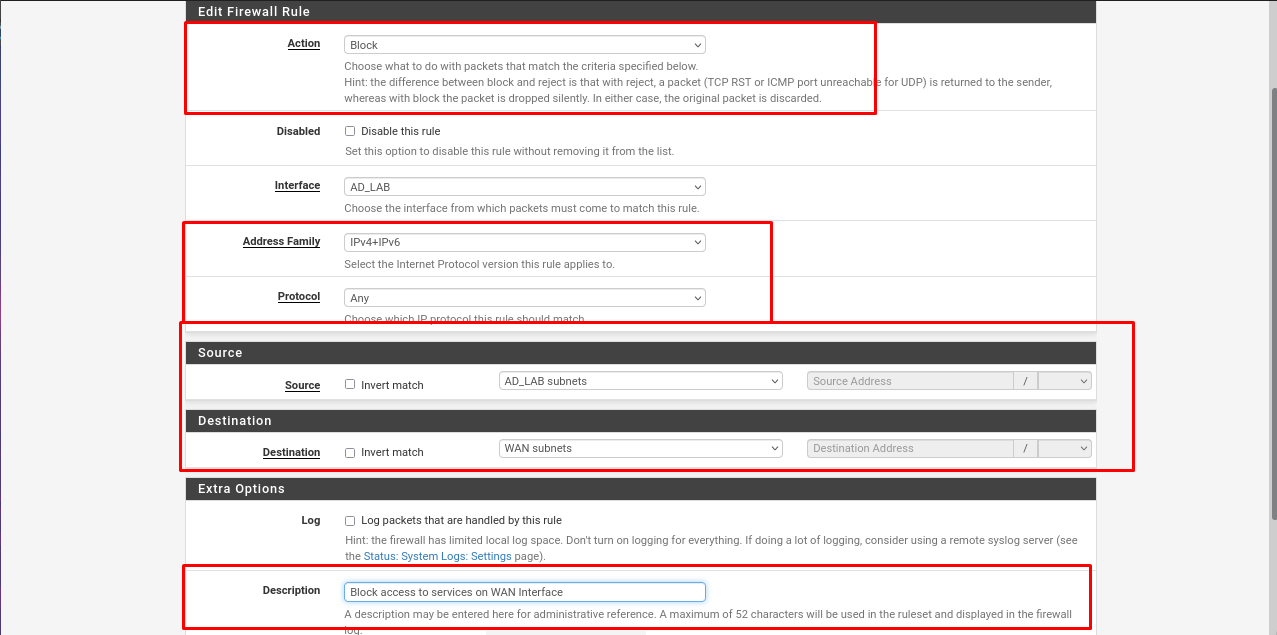 Edit Firewall Rule
Action
Block
Choose what to do with packets that match the criteria specified below.
Hint: the difference between block and reject is that with reject, a packet (TCP RST or ICMP port unreachable for UDP) is returned to the sender,
whereas with block the packet is dropped silently. In either case, the original packet is discarded.
Disabled
Disable this rule
Set this option to disable this rule without removing it from the list.
Interface
AD_LAB
Choose the interface from which packets must come to match this rule.
Address Family
IPv4+IPv6
Select the Internet Protocol version this rule applies to.
Protocol
Any
Choose which IP protocol this rule should match.
Source
Source
Invert match
AD_LAB subnets
Source Address
/
Destination
Destination
Invert match
WAN subnets
Destination Address
/
Extra Options
Log
Log packets that are handled by this rule
Hint: the firewall has limited local log space. Don't turn on logging for everything. If doing a lot of logging, consider using a remote syslog server (see
the Status: System Logs: Settings page).
Description
Block access to services on WAN Interface
A description may be entered here for administrative reference. A maximum of 52 characters will be used in the ruleset and displayed in the firewall
log.